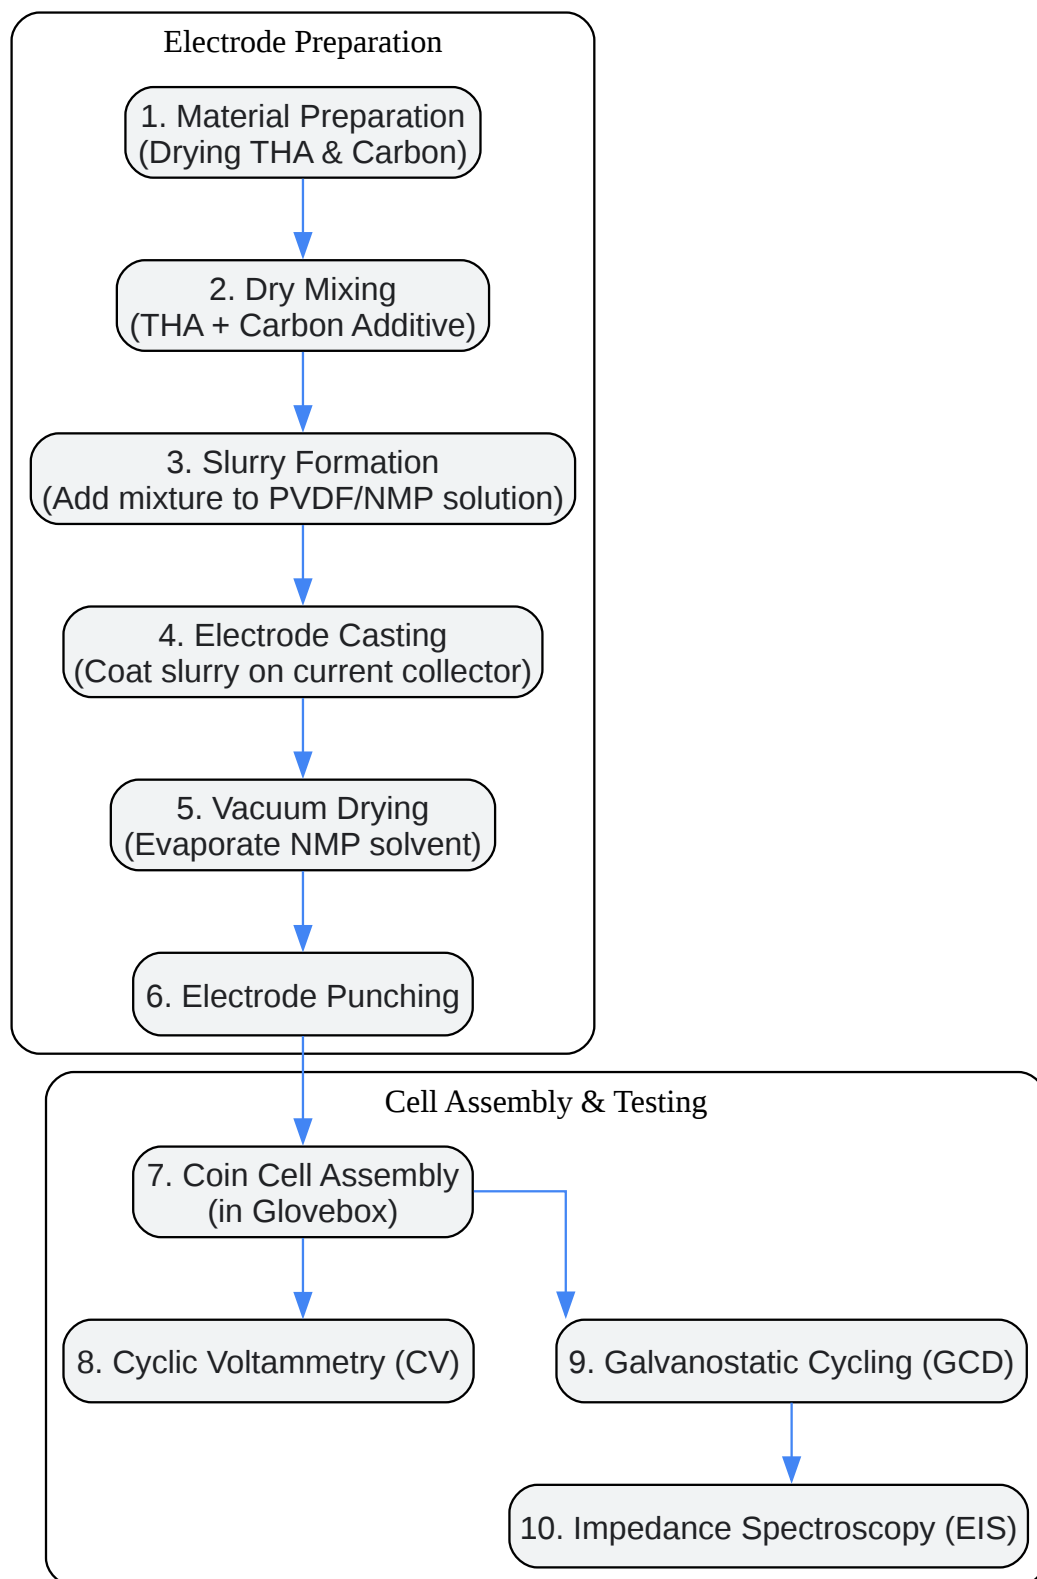 Electrode Preparation
1. Material Preparation
(Drying THA & Carbon)
2. Dry Mixing
(THA + Carbon Additive)
3. Slurry Formation
(Add mixture to PVDF/NMP solution)
4. Electrode Casting
(Coat slurry on current collector)
5. Vacuum Drying
(Evaporate NMP solvent)
6. Electrode Punching
Cell Assembly & Testing
7. Coin Cell Assembly
(in Glovebox)
8. Cyclic Voltammetry (CV)
9. Galvanostatic Cycling (GCD)
10. Impedance Spectroscopy (EIS)